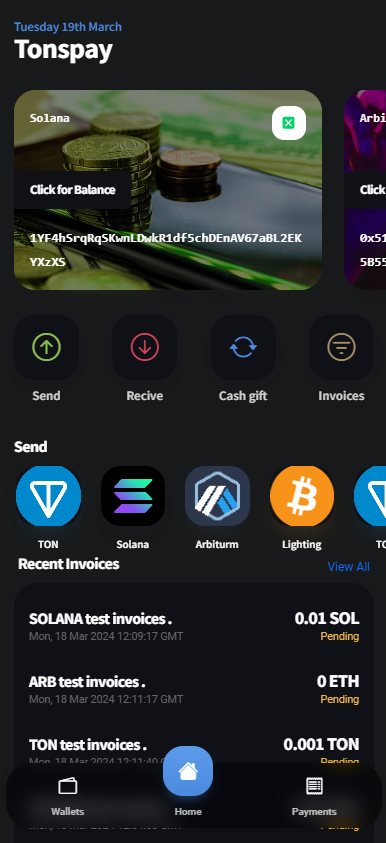 Tuesday 19th March
Tonspay
Solana
Arbi
Click for Balance
Click
1YF4hSrqRqSKwnLDwkR1df5chDEnAV67aBL2EK
YXzXS
0x51
5B55
Send
Recive
Cash gift
Invoices
Send
TON
Solana
Arbiturm
Lighting
TO
Recent Invoices
View All
SOLANA test invoices .
0.01 SOL
Mon, 18 Mar 2024 12:09:17 GMT
Pending
ARB test invoices .
0 ETH
Mon, 18 Mar 2024 12:11:17 GMT
Pending
TON test invoices .
0.001 TON
Mon, 18 Mar 2024 12:11:40
Pending
Wallets
Home
Payments
Pending